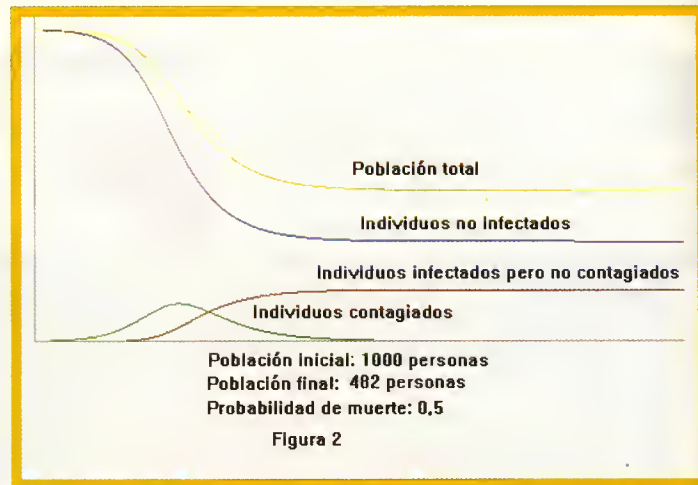 Población total
Individuos no infectados
Individuos infectados pero no contagiados
Individuos contagiados
Población inicial: 1000 personas
Población final: 482 personas
Probabilidad de muerte: 0,5
Figura 2